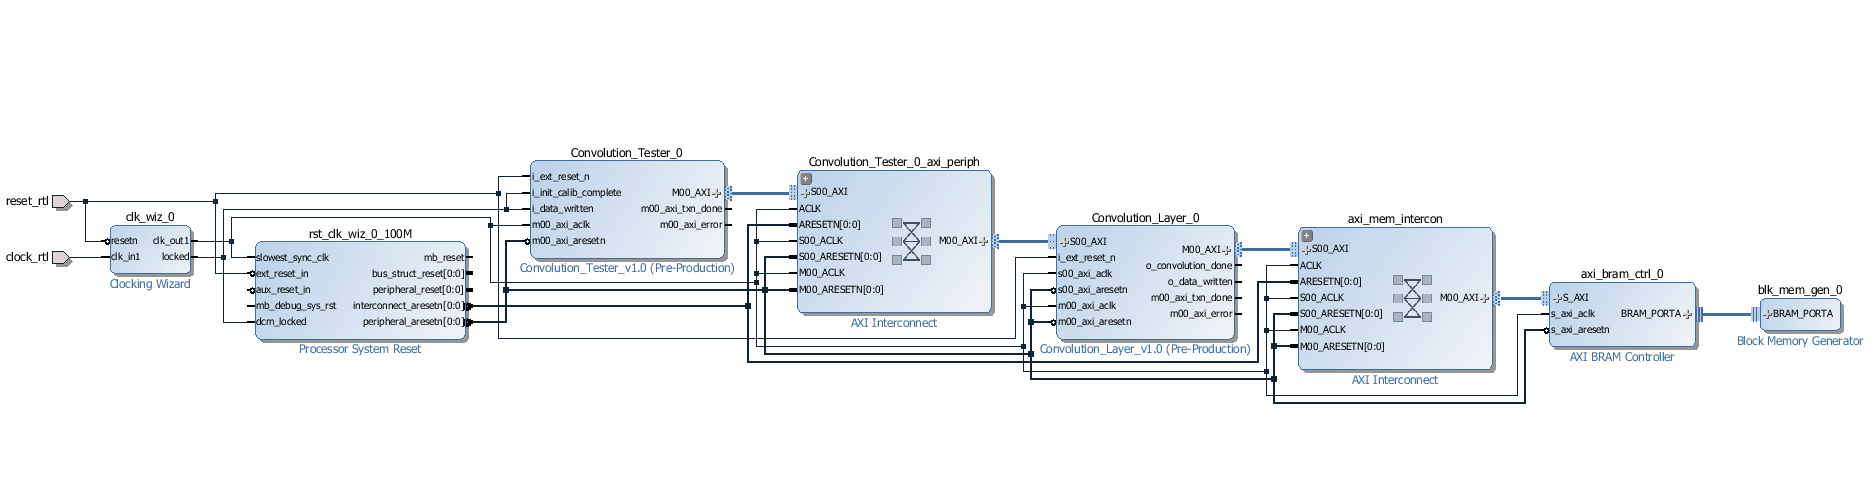 reset_rtl
clock_rtl
clk_wiz_0
resetn
clk_in1
clk_out1
locked
Clocking Wizard
rst_clk_wiz_0_100M
slowest_sync_clk
ext_reset_in
aux_reset_in
mb_debug_sys_rst
dcm_locked
mb_reset
bus_struct_reset[0:0]
peripheral_reset[0:0]
interconnect_aresetn[0:0]
peripheral_aresetn[0:0]
Processor System Reset
Convolution_Tester_0
i_ext_reset_n
i_init_calib_complete
i_data_written
m00_axi_aclk
m00_axi_aresetn
M00_AXI
m00_axi_txn_done
m00_axi_error
Convolution_Tester_v1.0 (Pre-Production)
Convolution_Tester_0_axi_periph
S00_AXI
ACLK
ARESETN[0:0]
S00_ACLK
S00_ARESETN[0:0]
M00_ACLK
M00_ARESETN[0:0]
M00_AXI
AXI Interconnect
Convolution_Layer_0
S00_AXI
i_ext_reset_n
s00_axi_aclk
s00_axi_aresetn
m00_axi_aclk
m00_axi_aresetn
M00_AXI
o_convolution_done
o_data_written
m00_axi_txn_done
m00_axi_error
Convolution_Layer_v1.0 (Pre-Production)
axi_mem_intercon
S00_AXI
ACLK
ARESETN[0:0]
S00_ACLK
S00_ARESETN[0:0]
M00_ACLK
M00_ARESETN[0:0]
M00_AXI
AXI Interconnect
axi_bram_ctrl_0
S_AXI
s_axi_aclk
s_axi_aresetn
BRAM_PORTA
AXI BRAM Controller
blk_mem_gen_0
BRAM_PORTA
Block Memory Generator